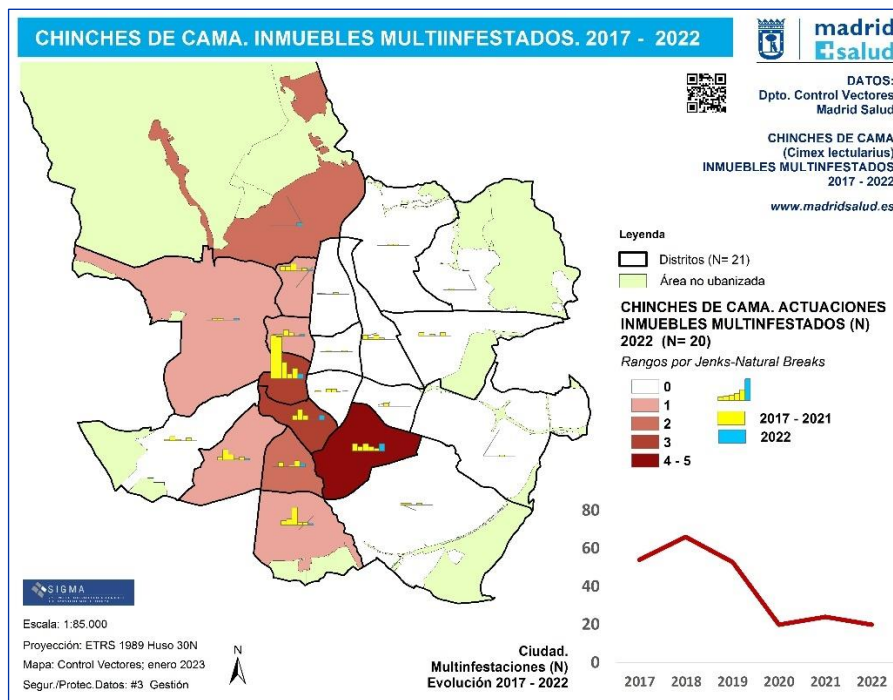 CHINCHES DE CAMA. INMUEBLES MULTIINFESTADOS. 2017 - 2022
madrid
salud
DATOS:
Dpto. Control Vectores
Madrid Salud
CHINCHES DE CAMA
(Cimex lectularius)
INMUEBLES MULTINFESTADOS
2017 - 2022
www.madridsalud.es
Leyenda
Distritos (N= 21)
Área no ubanizada
CHINCHES DE CAMA. ACTUACIONES
INMUEBLES MULTINFESTADOS (N)
2022 (N= 20)
Rangos por Jenks-Natural Breaks
0
1
2
3
4 - 5
2017 - 2021
2022
80
60
40
20
0
2017 2018 2019 2020 2021 2022
Ciudad.
Multinfestaciones (N)
Evolución 2017 - 2022
SIGMA
Escala: 1:85.000
Proyección: ETRS 1989 Huso 30N
Mapa: Control Vectores; enero 2023
Segur./Protec.Datos: #3 Gestión
N